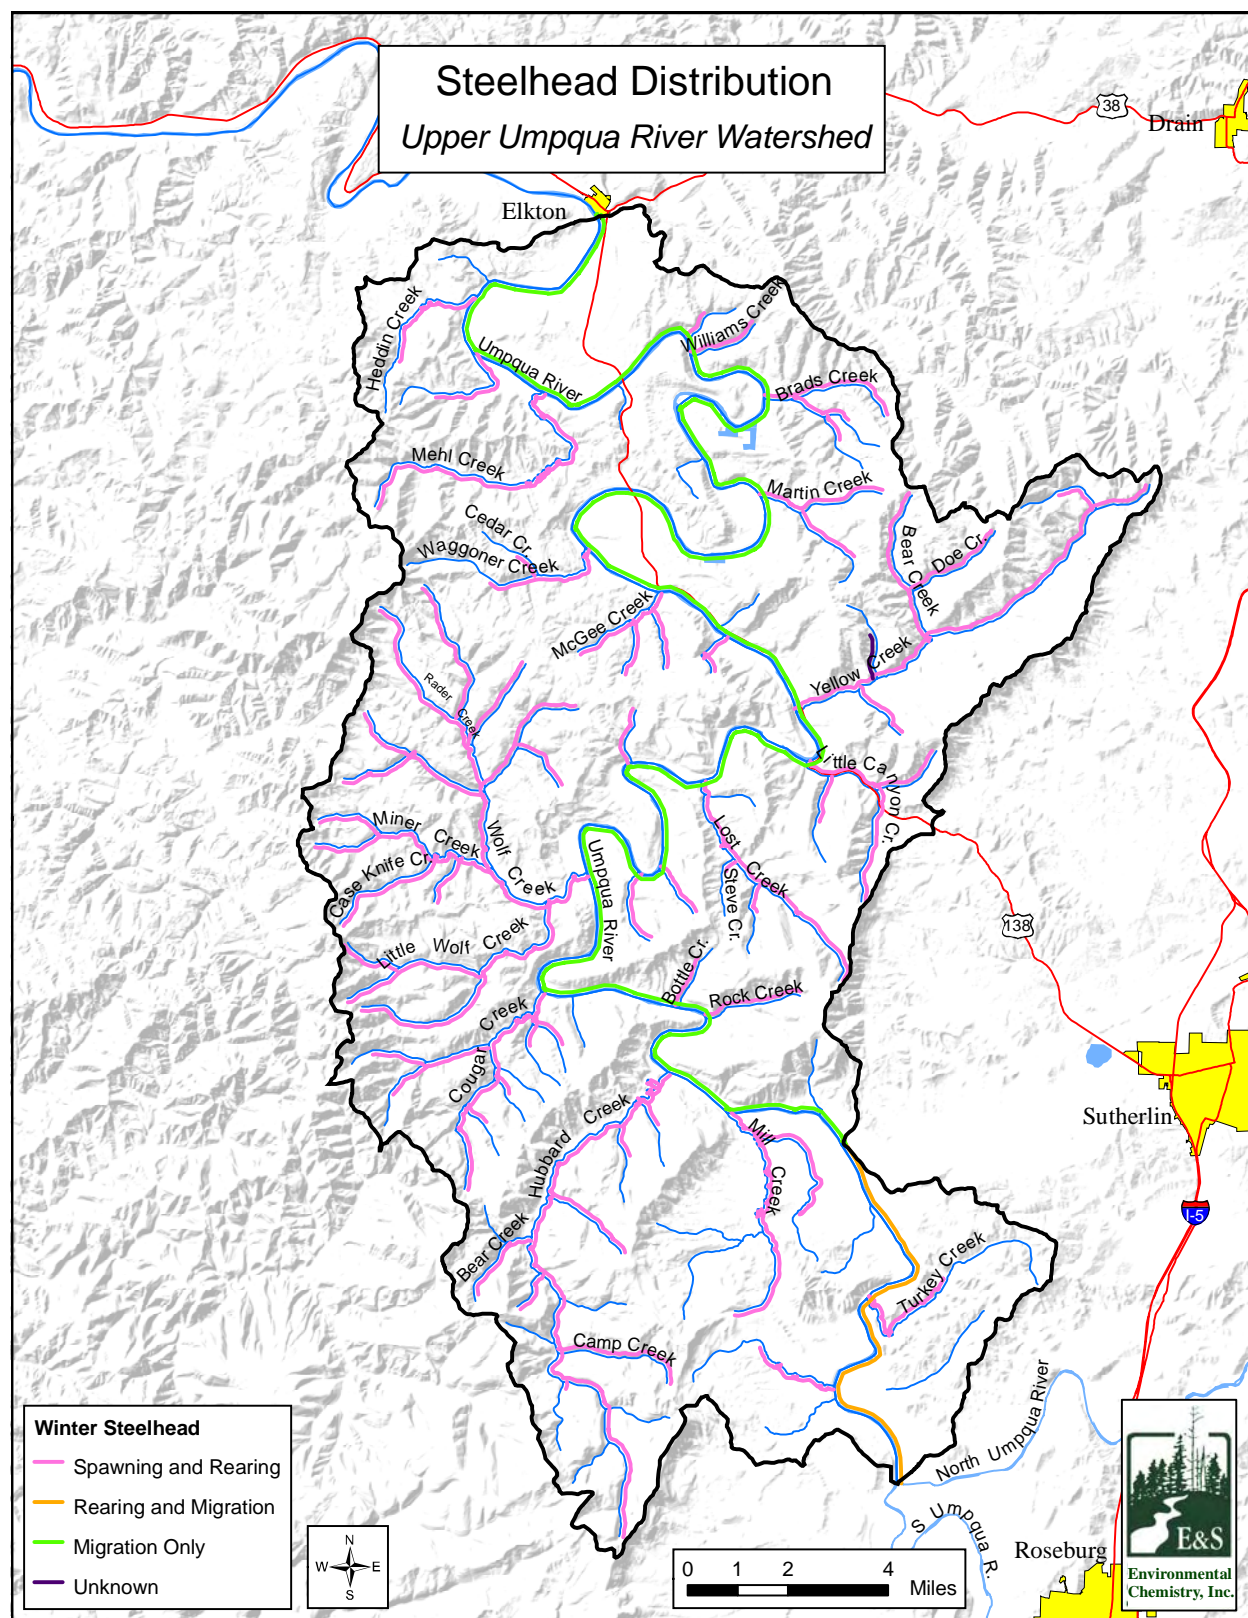 Steelhead Distribution
Upper Umpqua River Watershed
38
Drain
Elkton
Heddin Creek
Williams Creek
Umpqua River
Brads Creek
Mehl Creek
Martin Creek
Cedar Cr.
Waggoner Creek
Bear Creek
Doe Cr.
McGee Creek
Yellow Creek
Rader Creek
Little Canyon Cr.
Miner Creek
Wolf Creek
Case Knife Cr.
Umpqua River
Lost Creek
Steve Cr.
138
Little Wolf Creek
Bottle Cr.
Rock Creek
Cougar Creek
Hubbard Creek
Mill Creek
Sutherlin
I-5
Bear Creek
Turkey Creek
Camp Creek
North Umpqua River
S Umpqua R.
Roseburg
Winter Steelhead
Spawning and Rearing
Rearing and Migration
Migration Only
Unknown
N
W E
S
0 1 2 4
Miles
E&S
Environmental
Chemistry, Inc.